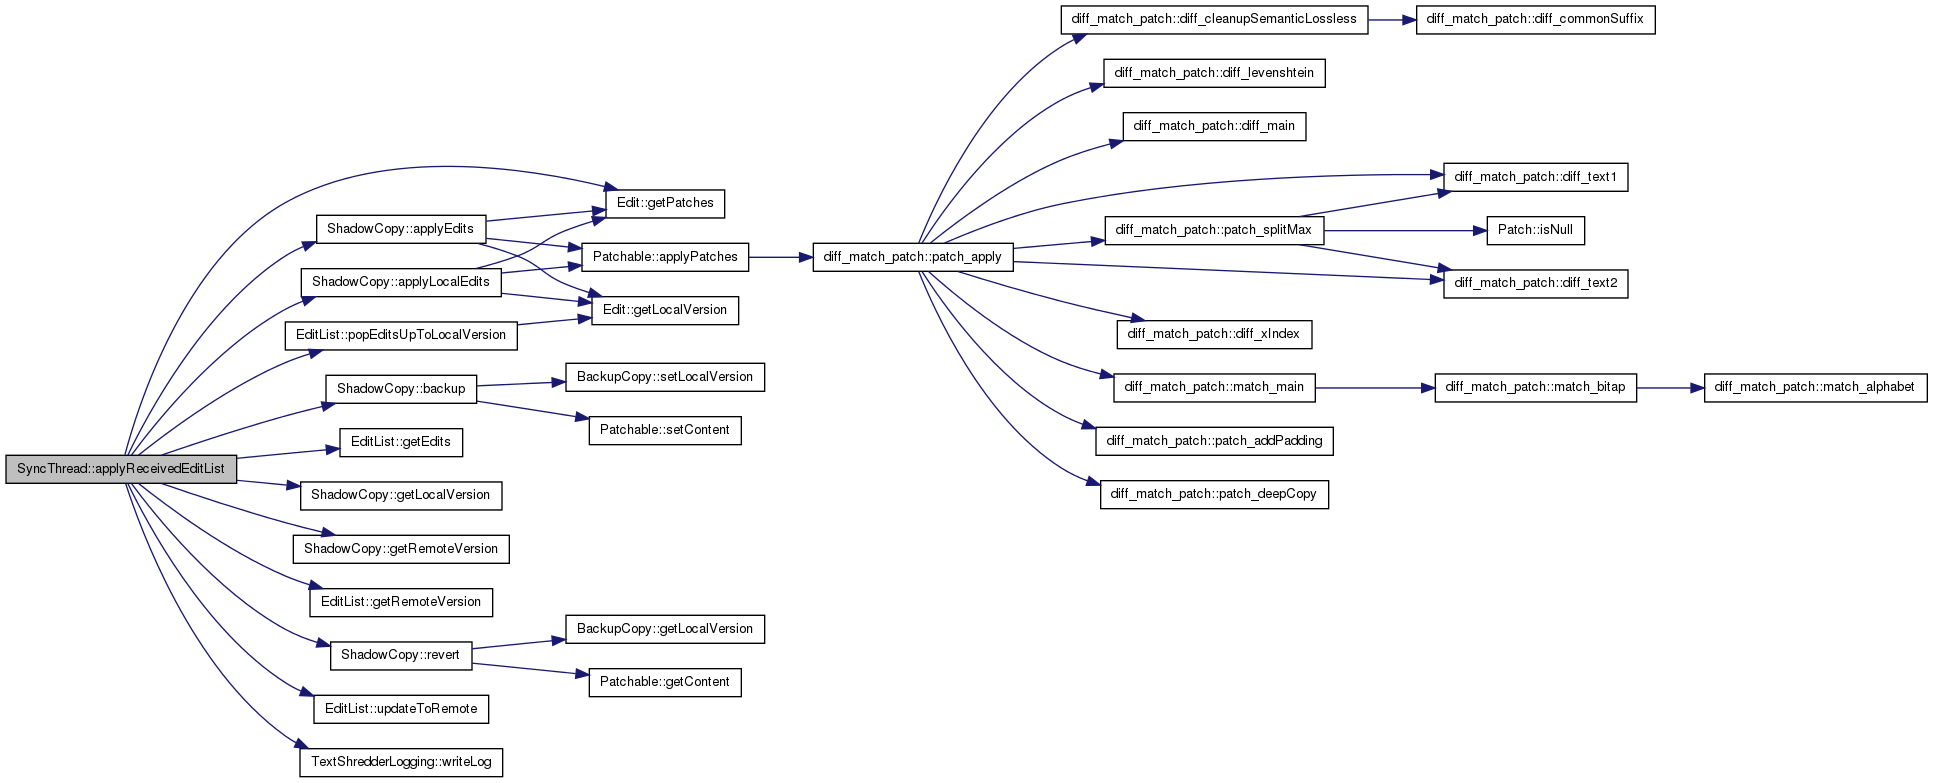 diff_match_patch::diff_cleanupSemanticLossless
diff_match_patch::diff_commonSuffix
diff_match_patch::diff_levenshtein
diff_match_patch::diff_main
diff_match_patch::diff_text1
Edit::getPatches
ShadowCopy::applyEdits
diff_match_patch::patch_splitMax
Patch::isNull
Patchable::applyPatches
diff_match_patch::patch_apply
ShadowCopy::applyLocalEdits
diff_match_patch::diff_text2
Edit::getLocalVersion
EditList::popEditsUpToLocalVersion
diff_match_patch::diff_xIndex
BackupCopy::setLocalVersion
ShadowCopy::backup
diff_match_patch::match_main
diff_match_patch::match_bitap
diff_match_patch::match_alphabet
Patchable::setContent
EditList::getEdits
diff_match_patch::patch_addPadding
SyncThread::applyReceivedEditList
ShadowCopy::getLocalVersion
diff_match_patch::patch_deepCopy
ShadowCopy::getRemoteVersion
EditList::getRemoteVersion
BackupCopy::getLocalVersion
ShadowCopy::revert
Patchable::getContent
EditList::updateToRemote
TextShredderLogging::writeLog